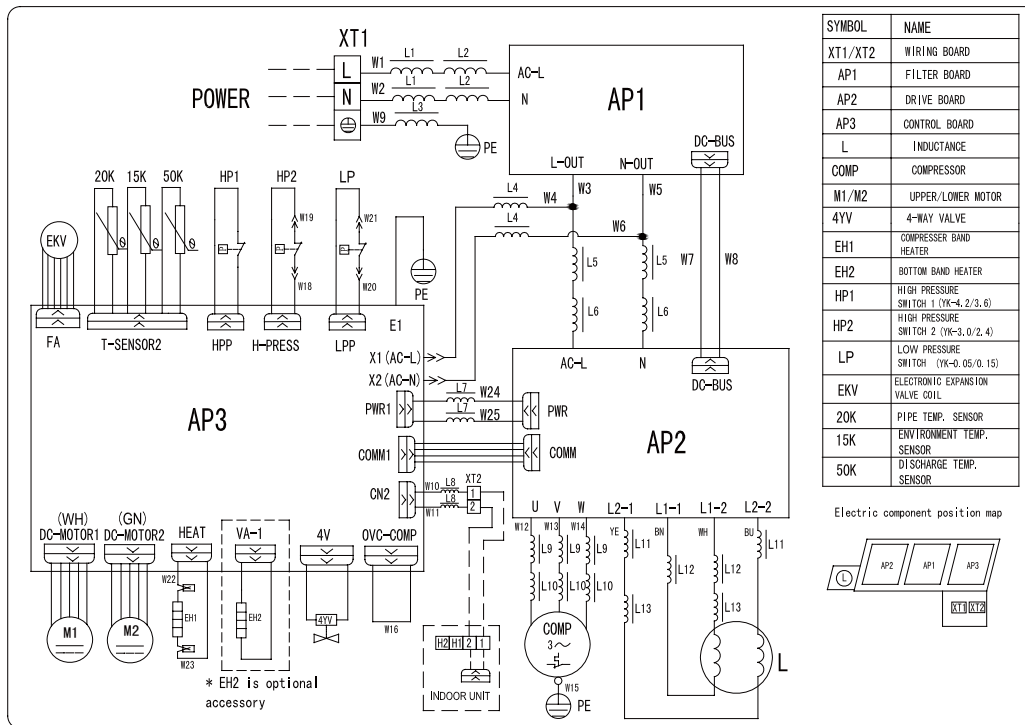 XT1
POWER
L
N
W1
W2
W9
L1
L2
L1
L2
L3
PE
AC-L
N
AP1
DC-BUS
L-OUT
N-OUT
W3
W5
L4
W4
L4
W6
W7
W8
L5
L5
L6
L6
20K
15K
50K
HP1
HP2
LP
W19
W21
W18
W20
EKV
PE
FA
T-SENSOR2
HPP
H-PRESS
LPP
E1
X1(AC-L)
X2(AC-N)
AP3
PWR1
L7
W24
L7
W25
PWR
COMM1
COMM
CN2
W10
L8
W11
L8
XT2
1
2
AC-L
N
DC-BUS
AP2
U
V
W
L2-1
L1-1
L1-2
L2-2
W12
W13
W14
YE
BN
WH
BU
L9
L9
L9
L11
L11
L10
L10
L10
L12
L12
L13
L13
COMP
3~
W15
PE
L
(WH)
DC-MOTOR1
(GN)
DC-MOTOR2
HEAT
VA-1
4V
OVC-COMP
M1
M2
W22
EH1
W23
EH2
4YV
W16
* EH2 is optional
accessory
H2
H1
2
1
INDOOR UNIT
SYMBOL NAME
XT1/XT2 WIRING BOARD
AP1 FILTER BOARD
AP2 DRIVE BOARD
AP3 CONTROL BOARD
L INDUCTANCE
COMP COMPRESSOR
M1/M2 UPPER/LOWER MOTOR
4YV 4-WAY VALVE
EH1 COMPRESSER BAND
HEATER
EH2 BOTTOM BAND HEATER
HP1 HIGH PRESSURE
SWITCH 1 (YK-4.2/3.6)
HP2 HIGH PRESSURE
SWITCH 2 (YK-3.0/2.4)
LP LOW PRESSURE
SWITCH (YK-0.05/0.15)
EKV ELECTRONIC EXPANSION
VALVE COIL
20K PIPE TEMP. SENSOR
15K ENVIRONMENT TEMP.
SENSOR
50K DISCHARGE TEMP.
SENSOR
Electric component position map
L
AP2
AP1
AP3
XT1
XT2